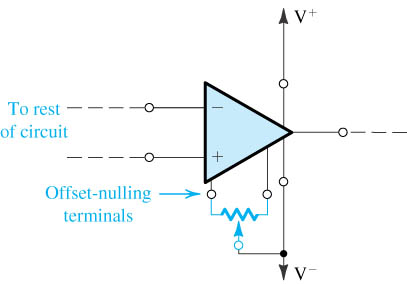 V⁺
−
To rest
of circuit
+
Offset-nulling
terminals
V⁻